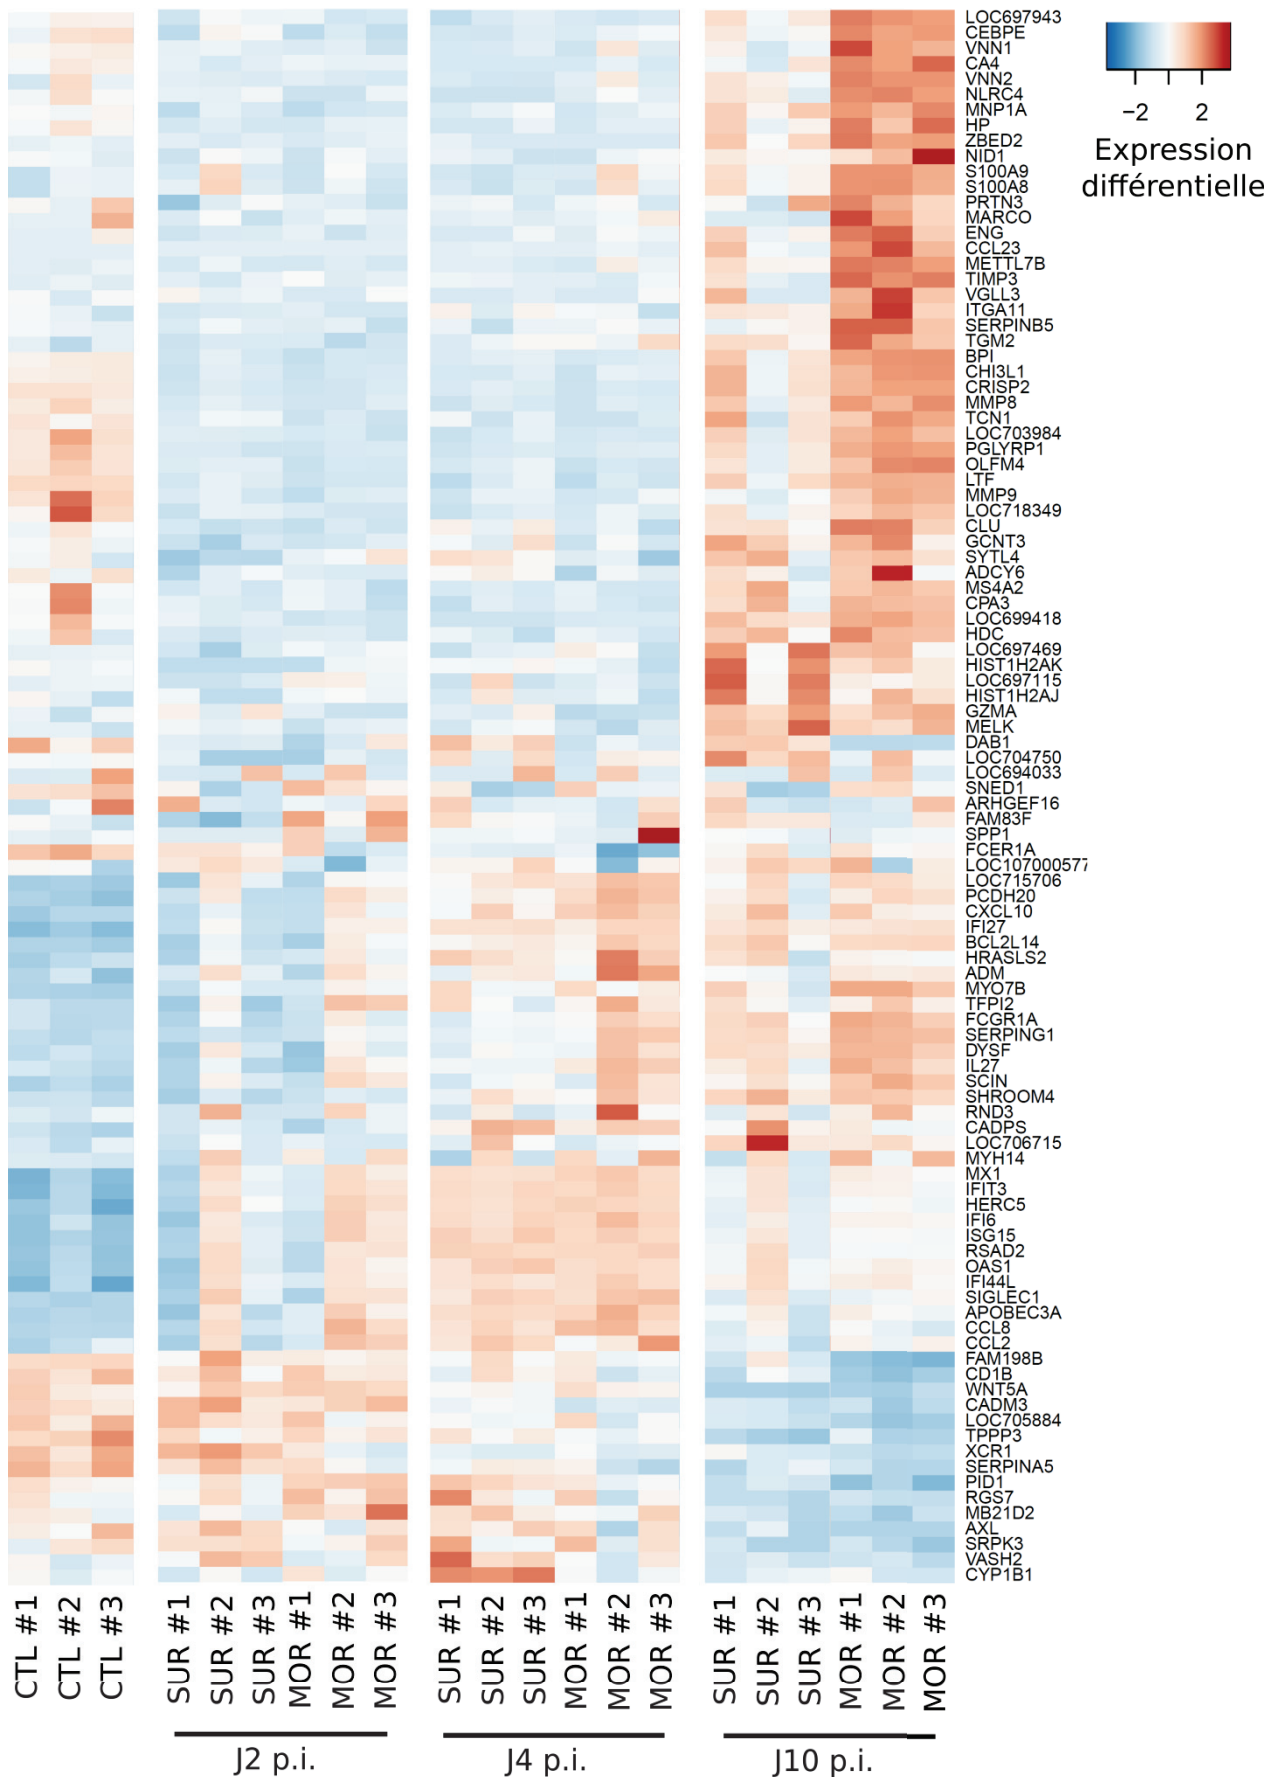 LOC697943
CEBPE
VNN1
CA4
VNN2
NLRC4
MNP1A
HP
ZBED2
NID1
S100A9
S100A8
PRTN3
MARCO
ENG
CCL23
METTL7B
TIMP3
VGLL3
ITGA11
SERPINB5
TGM2
BPI
CHI3L1
CRISP2
MMP8
TCN1
LOC703984
PGLYRP1
OLFM4
LTF
MMP9
LOC718349
CLU
GCNT3
SYTL4
ADCY6
MS4A2
CPA3
LOC699418
HDC
LOC697469
HIST1H2AK
LOC697115
HIST1H2AJ
GZMA
MELK
DAB1
LOC704750
LOC694033
SNED1
ARHGEF16
FAM83F
SPP1
FCER1A
LOC107000577
LOC715706
PCDH20
CXCL10
IFI27
BCL2L14
HRASLS2
ADM
MYO7B
TFPI2
FCGR1A
SERPING1
DYSF
IL27
SCIN
SHROOM4
RND3
CADPS
LOC706715
MYH14
MX1
IFIT3
HERC5
IFI6
ISG15
RSAD2
OAS1
IFI44L
SIGLEC1
APOBEC3A
CCL8
CCL2
FAM198B
CD1B
WNT5A
CADM3
LOC705884
TPPP3
XCR1
SERPINA5
PID1
RGS7
MB21D2
AXL
SRPK3
VASH2
CYP1B1
−2 2
Expression
différentielle
CTL #1
CTL #2
CTL #3
SUR #1
SUR #2
SUR #3
MOR #1
MOR #2
MOR #3
SUR #1
SUR #2
SUR #3
MOR #1
MOR #2
MOR #3
SUR #1
SUR #2
SUR #3
MOR #1
MOR #2
MOR #3
J2 p.i.
J4 p.i.
J10 p.i.